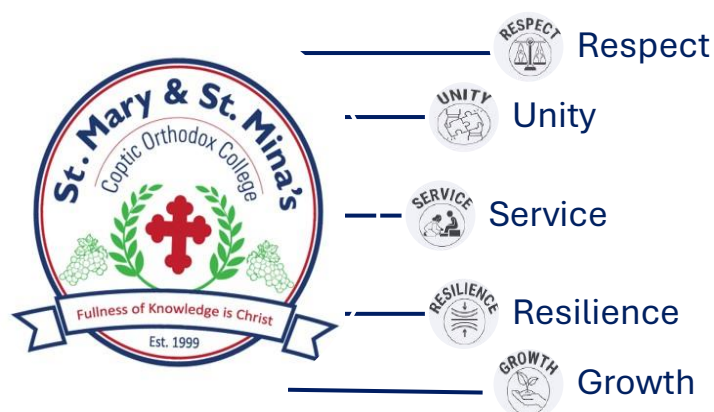 St. Mary & St. Mina's
Coptic Orthodox College
Fullness of Knowledge is Christ
Est. 1999
RESPECT
Respect
UNITY
Unity
SERVICE
Service
RESILIENCE
Resilience
GROWTH
Growth